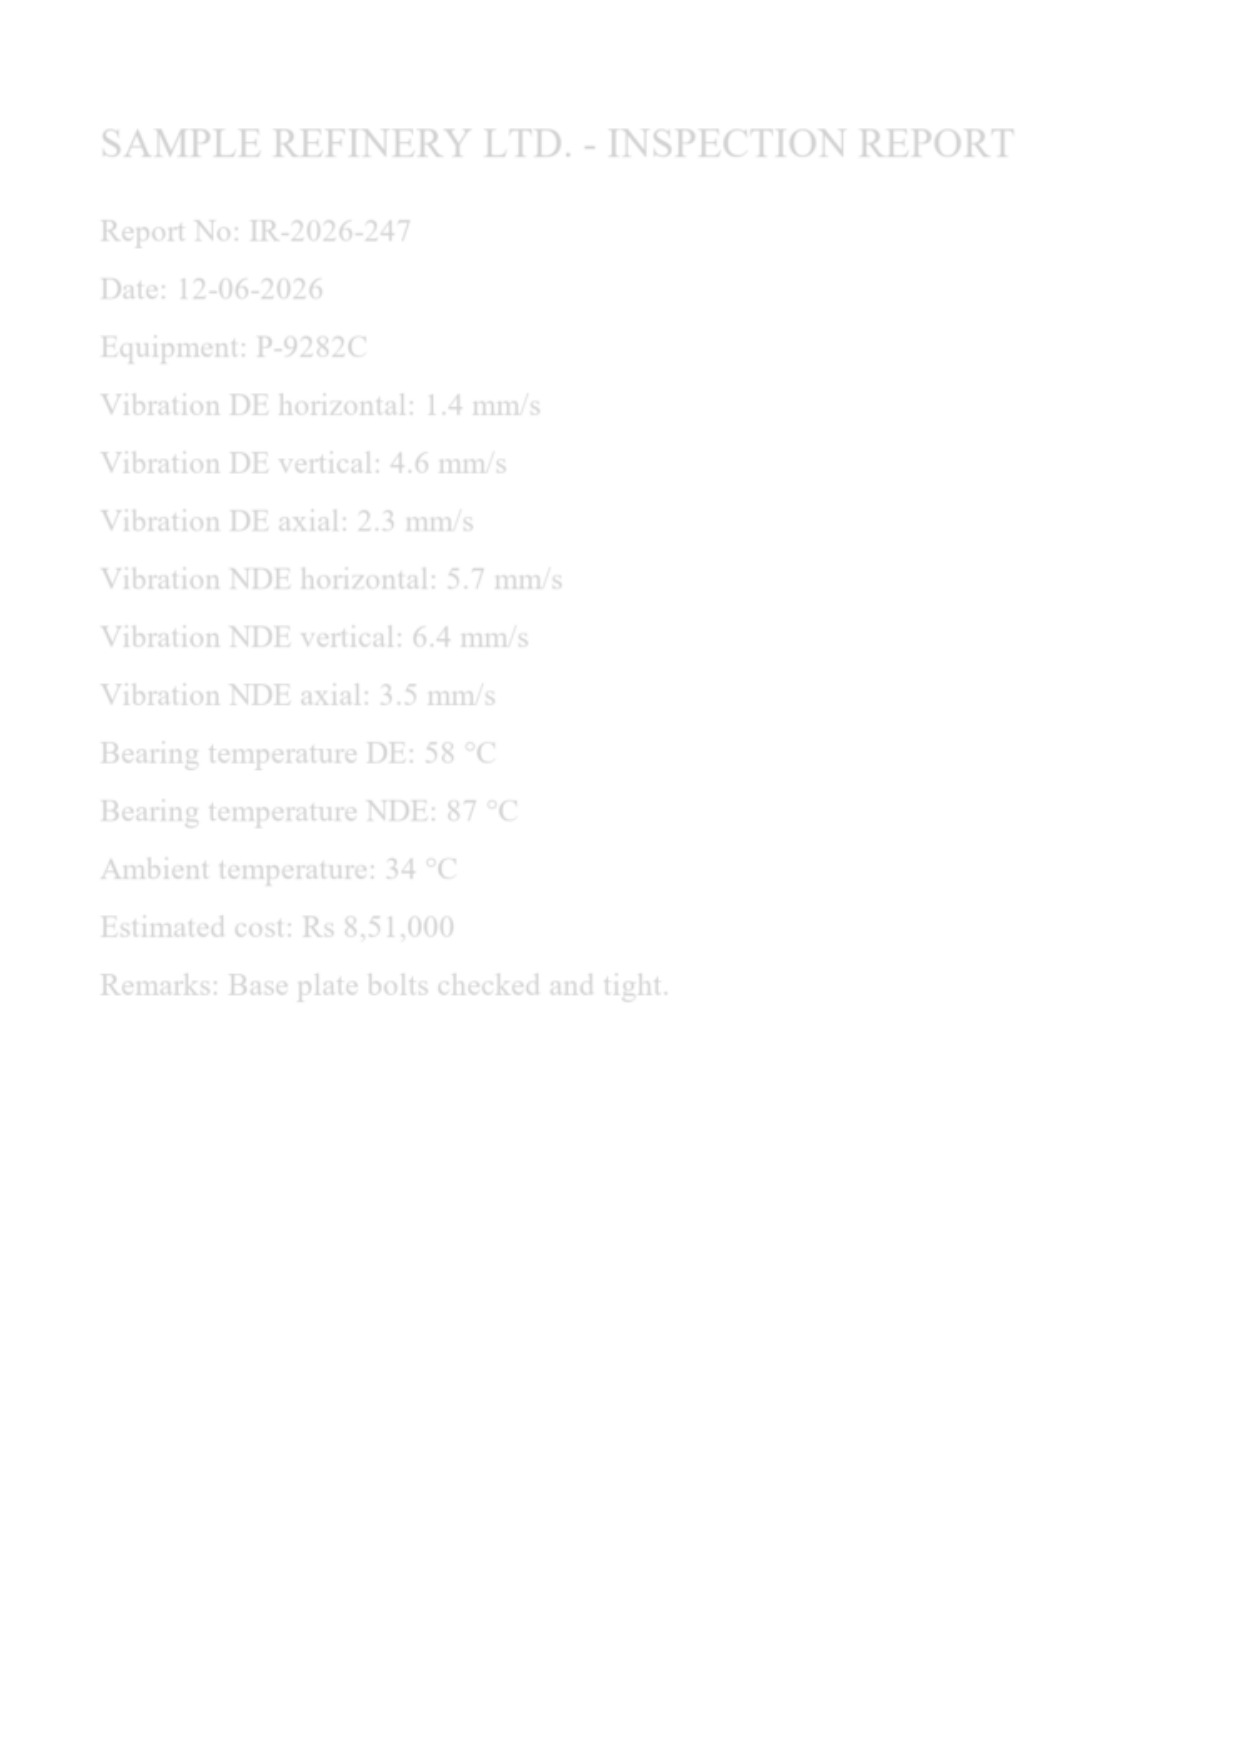 SAMPLE REFINERY LTD. - INSPECTION REPORT
Report No: IR-2026-247
Date: 12-06-2026
Equipment: P-9282C
Vibration DE horizontal: 1.4 mm/s
Vibration DE vertical: 4.6 mm/s
Vibration DE axial: 2.3 mm/s
Vibration NDE horizontal: 5.7 mm/s
Vibration NDE vertical: 6.4 mm/s
Vibration NDE axial: 3.5 mm/s
Bearing temperature DE: 58 °C
Bearing temperature NDE: 87 °C
Ambient temperature: 34 °C
Estimated cost: Rs 8,51,000
Remarks: Base plate bolts checked and tight.